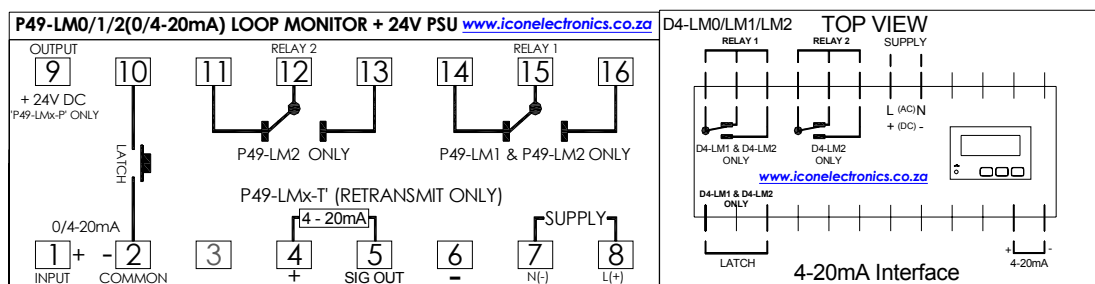 P49-LM0/1/2(0/4-20mA) LOOP MONITOR + 24V PSU www.iconelectronics.co.za
OUTPUT RELAY 2 RELAY 1
9 10 11 12 13 14 15 16
+ 24V DC
'P49-LMx-P' ONLY
P49-LM2 ONLY P49-LM1 & P49-LM2 ONLY
LATCH
P49-LMx-T' (RETRANSMIT ONLY)
4 - 20mA SUPPLY
0/4-20mA
1 + - 2 3 4 5 6 7 8
INPUT COMMON + SIG OUT - N(-) L(+)
D4-LM0/LM1/LM2 TOP VIEW
RELAY 1 RELAY 2 SUPPLY
L (AC) N
+ (DC) -
D4-LM1 & D4-LM2
ONLY
D4-LM2
ONLY
www.iconelectronics.co.za
D4-LM1 & D4-LM2
ONLY
+ -
LATCH 4-20mA
4-20mA Interface